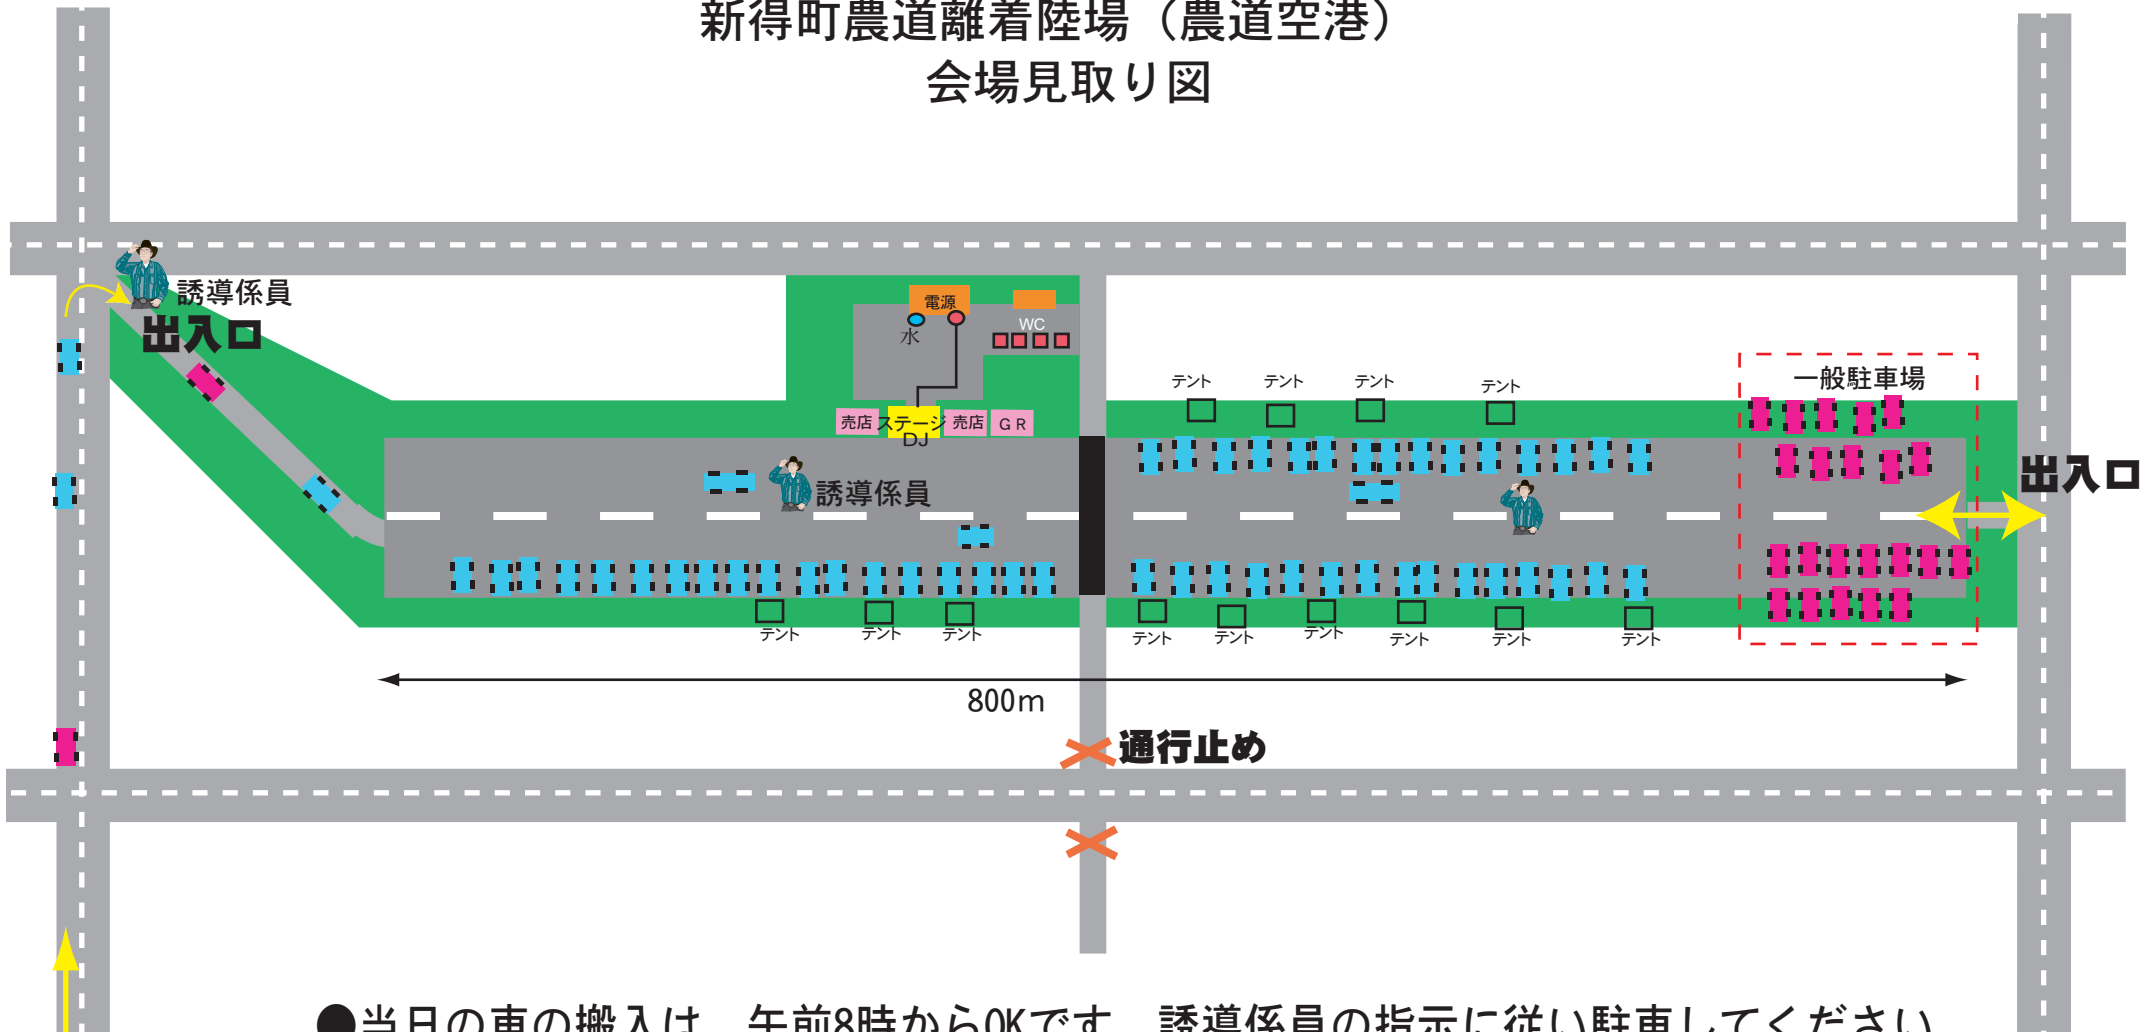 新得町農道離着陸場（農道空港）
会場見取り図
誘導係員
出入口
電源
水
WC
売店
ステージ
DJ
売店
ＧＲ
誘導係員
テント
テント
テント
テント
一般駐車場
出入口
テント
テント
テント
テント
テント
テント
テント
テント
テント
800m
通行止め
●当日の車の搬入は、午前8時からOKです。誘導係員の指示に従い駐車してください